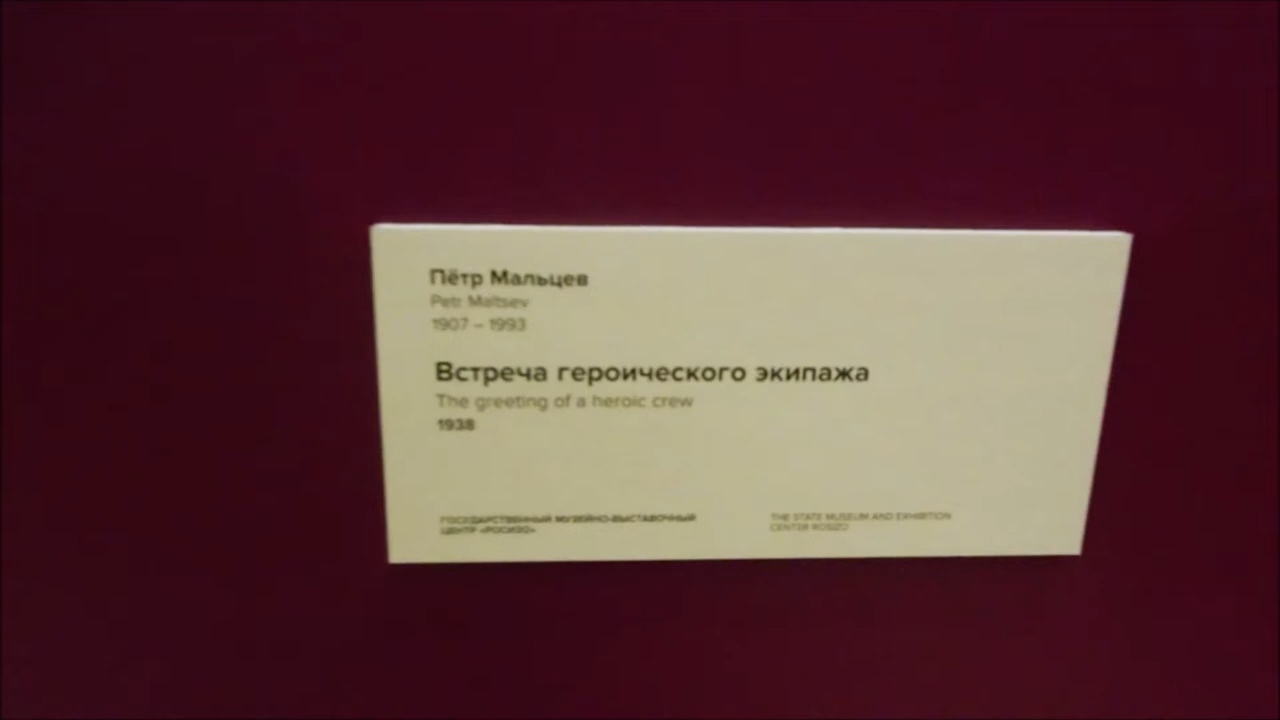 Пётр Мальцев
Petr Maltsev
1907 – 1993
Встреча героического экипажа
The greeting of a heroic crew
1938
ГОСУДАРСТВЕННЫЙ МУЗЕЙНО-ВЫСТАВОЧНЫЙ
ЦЕНТР «РОСИЗО»
THE STATE MUSEUM AND EXHIBITION
CENTER ROSIZO